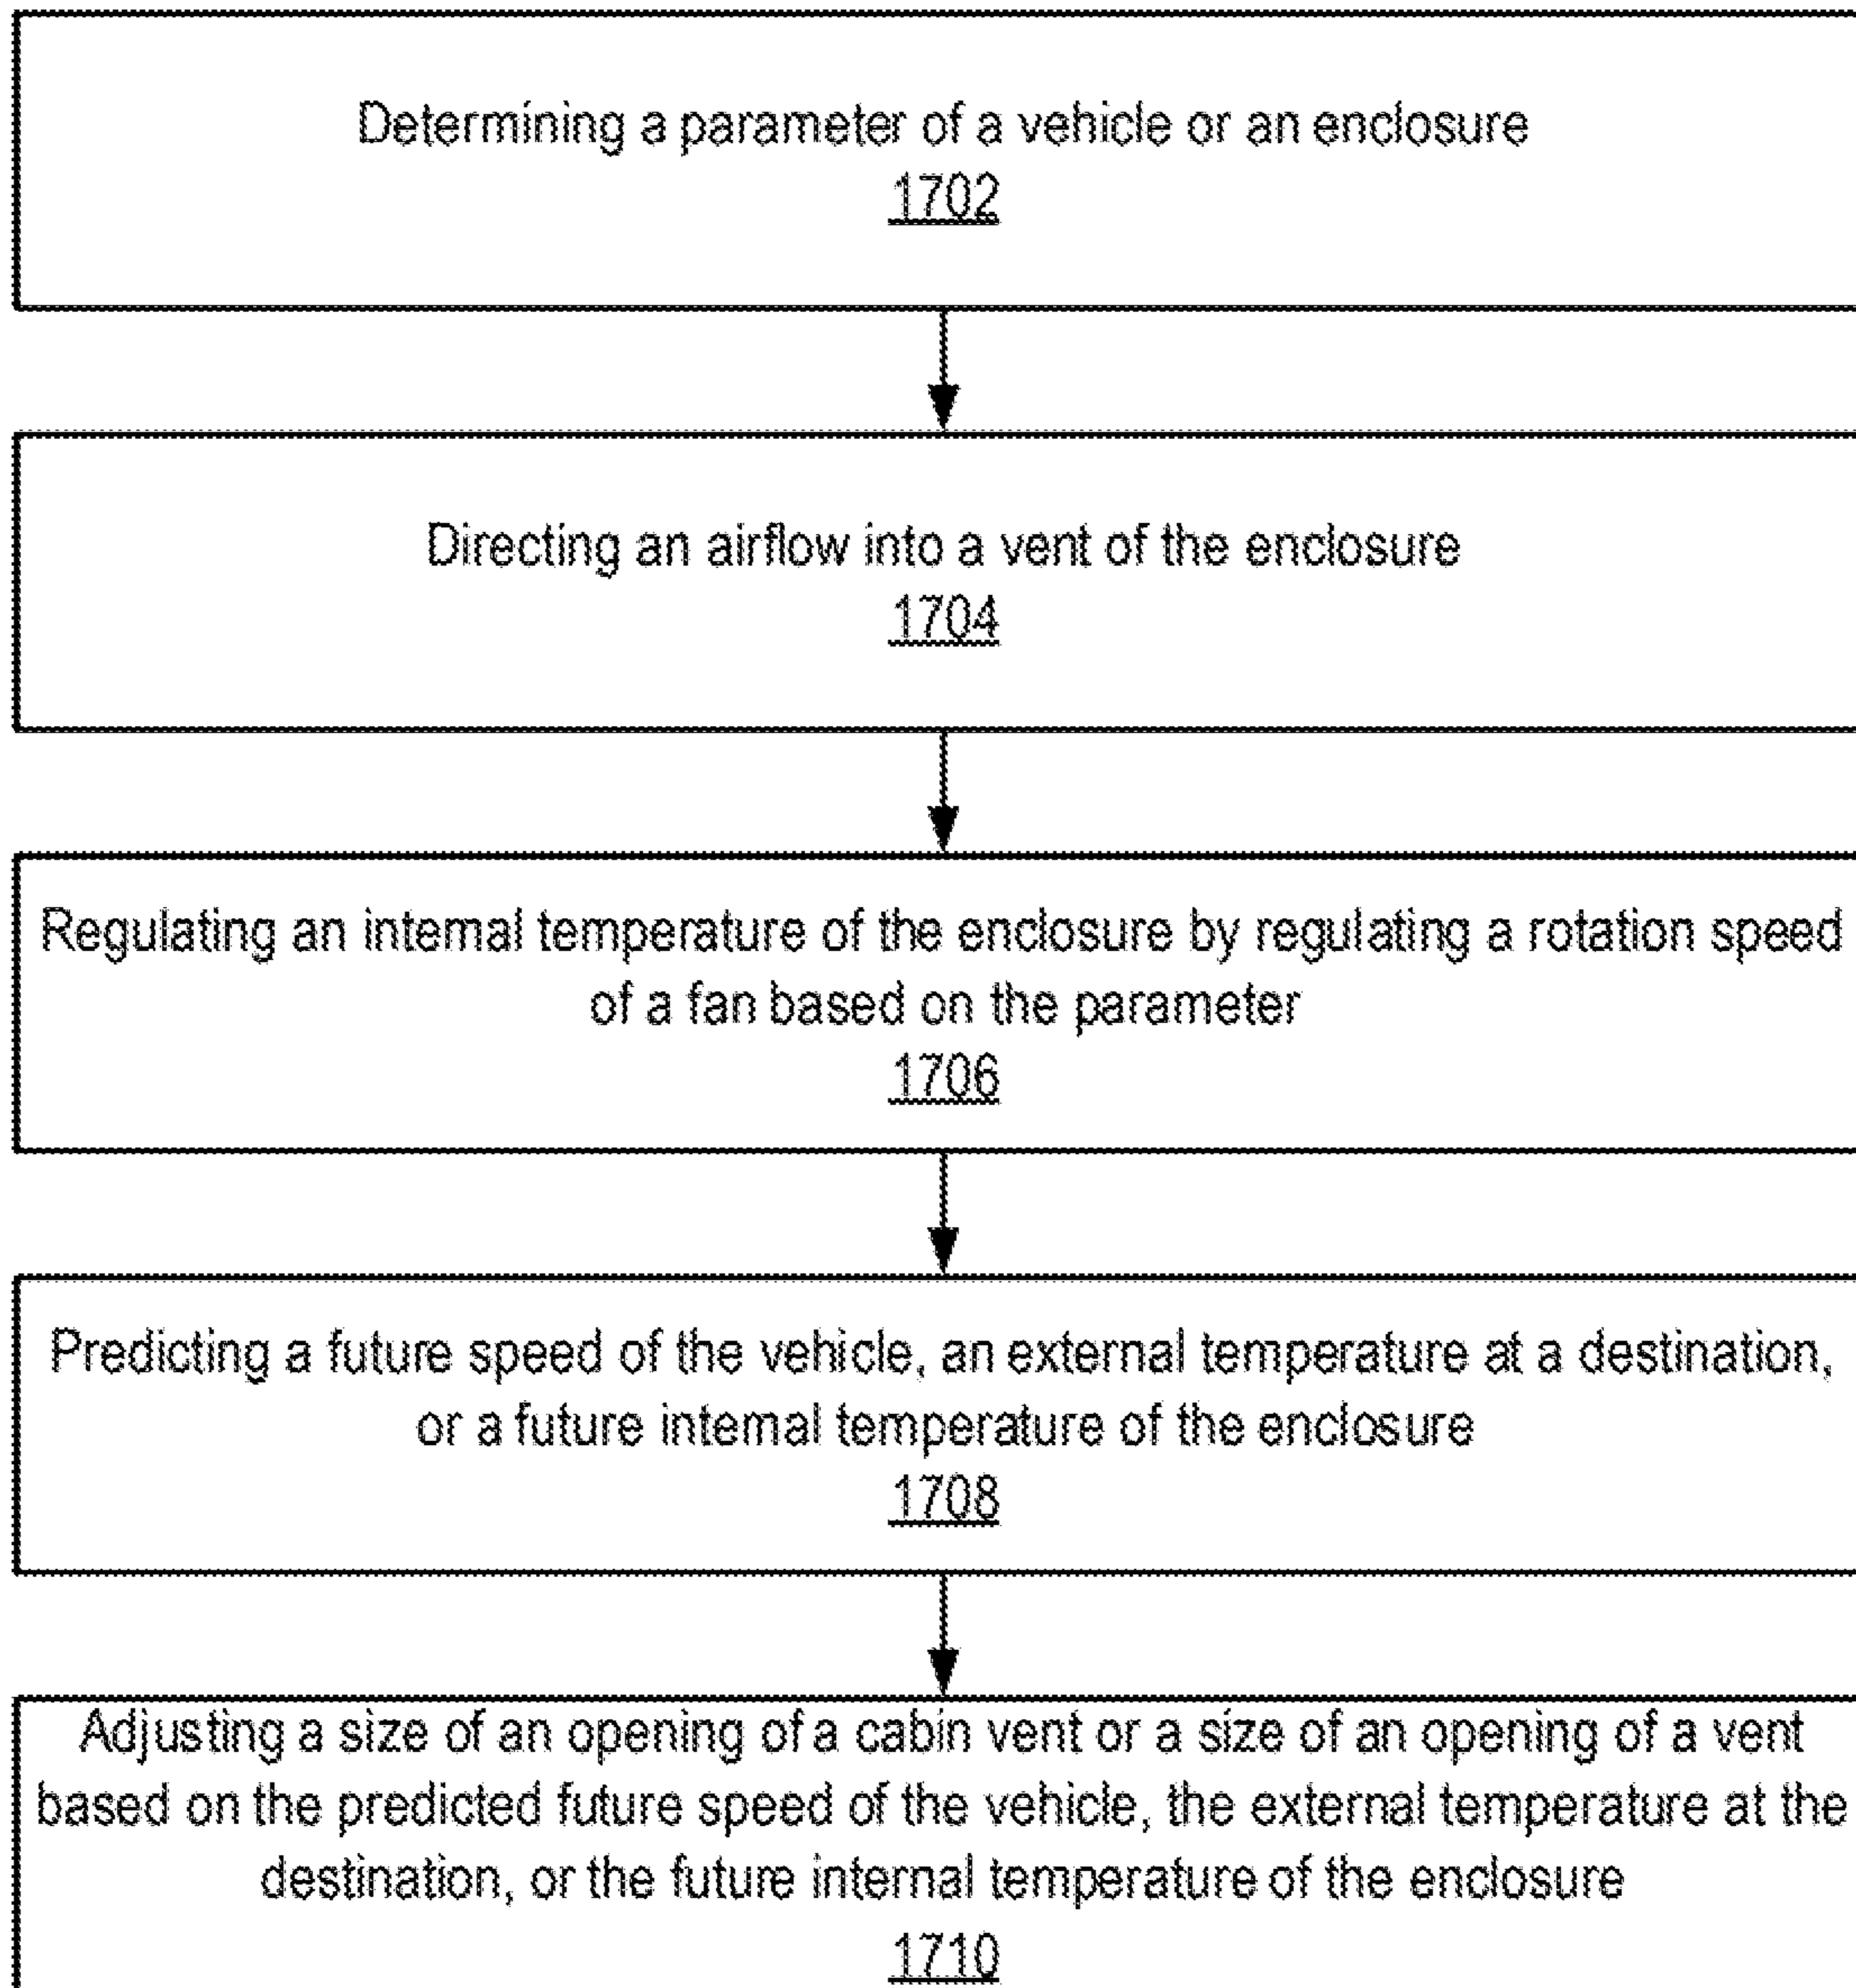 Determining a parameter of a vehicle or an enclosure
1702
Directing an airflow into a vent of the enclosure
1704
Regulating an internal temperature of the enclosure by regulating a rotation speed
of a fan based on the parameter
1706
Predicting a future speed of the vehicle, an external temperature at a destination,
or a future internal temperature of the enclosure
1708
Adjusting a size of an opening of a cabin vent or a size of an opening of a vent
based on the predicted future speed of the vehicle, the external temperature at the
destination, or the future internal temperature of the enclosure
1710